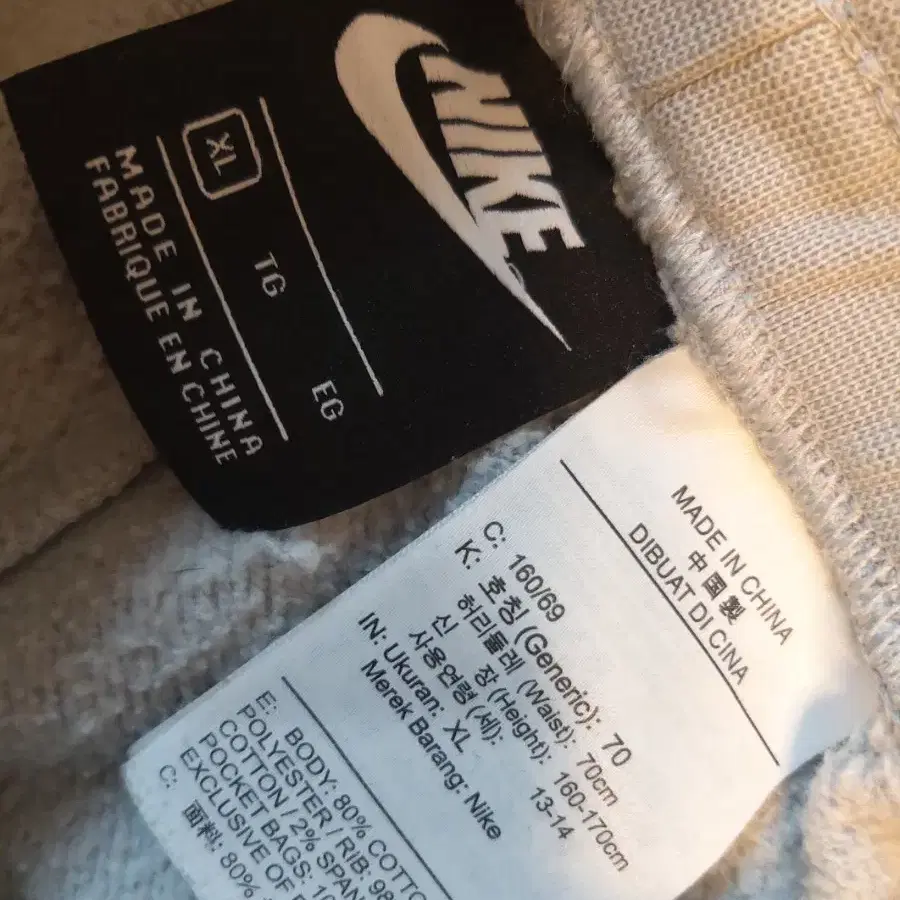 NIKE
XL TG EG
MADE IN CHINA
FABRIQUE EN CHINE
MADE IN CHINA
中国製
DIBUAT DI CINA
C: 160/69
K: 호칭 (Generic): 70
허리둘레 (Waist): 70cm
신 장 (Height): 160-170cm
사용연령 (세): 13-14
IN: Ukuran: XL
Merek Barang: Nike
E: BODY: 80% COTTO
POLYESTER / RIB: 98
COTTON / 2% SPAN
POCKET BAGS: 10
EXCLUSIVE OF
C: 面料: 80%